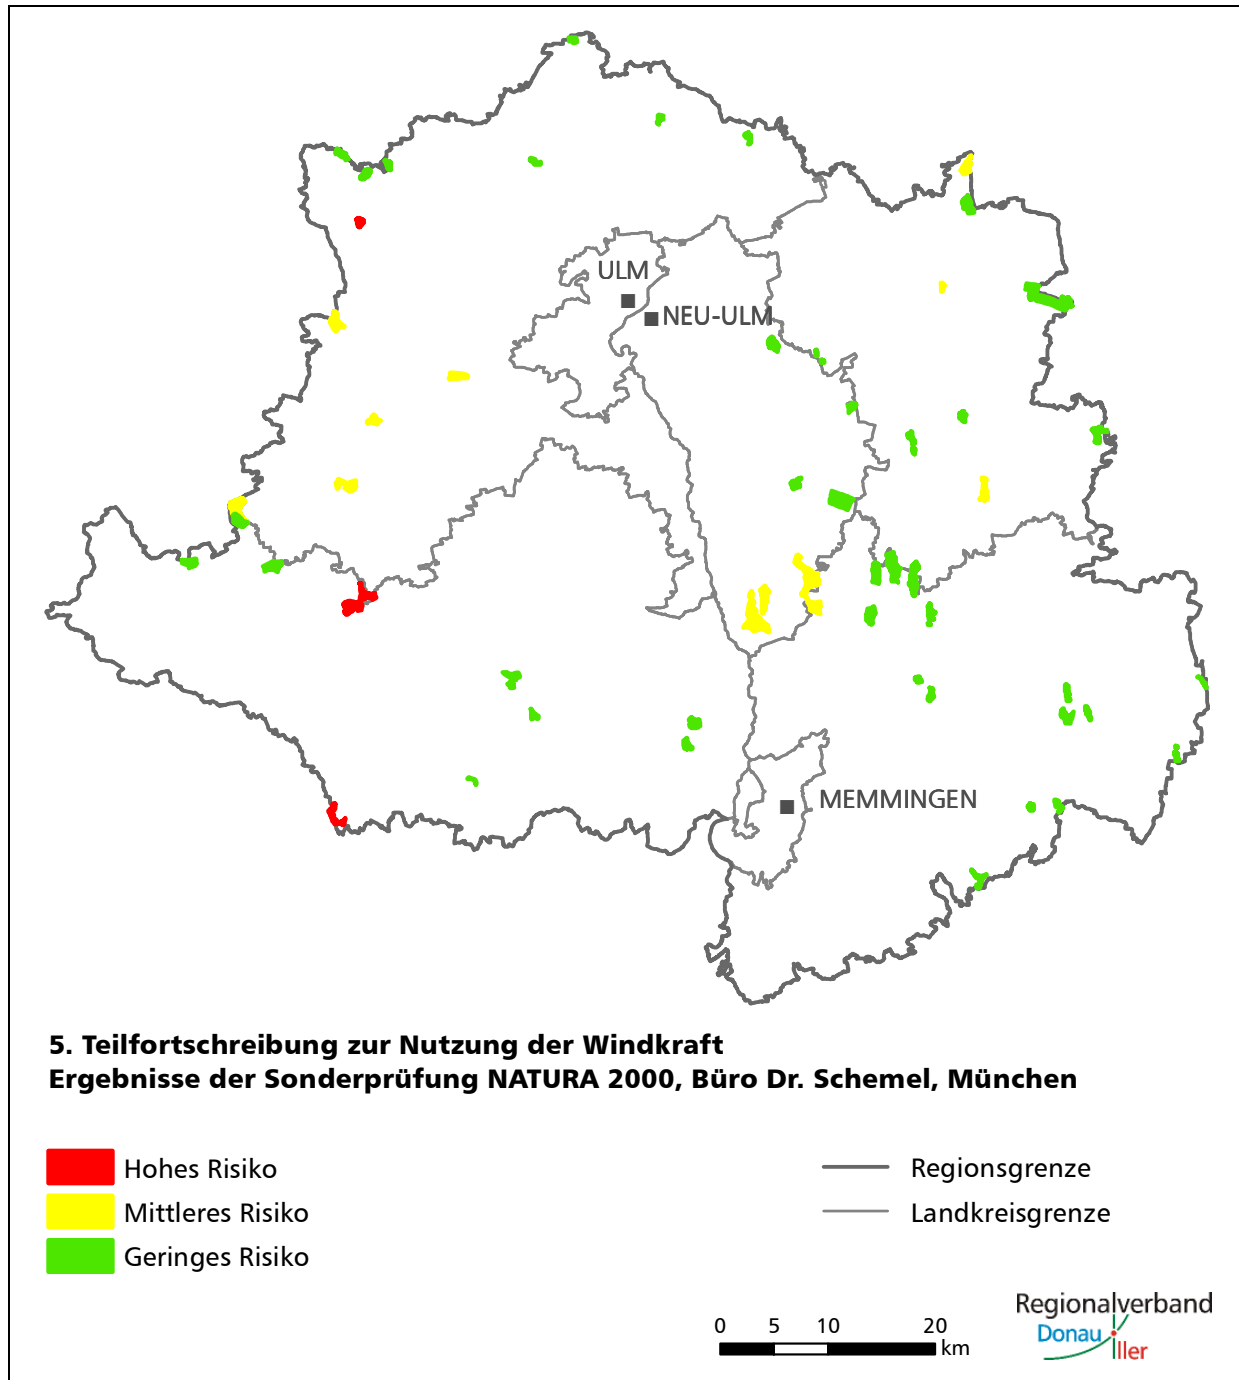 ULM
NEU-ULM
MEMMINGEN
5. Teilfortschreibung zur Nutzung der Windkraft
Ergebnisse der Sonderprüfung NATURA 2000, Büro Dr. Schemel, München
Hohes Risiko
Mittleres Risiko
Geringes Risiko
Regionsgrenze
Landkreisgrenze
0 5 10 20
km
Regionalverband
Donau
Iller